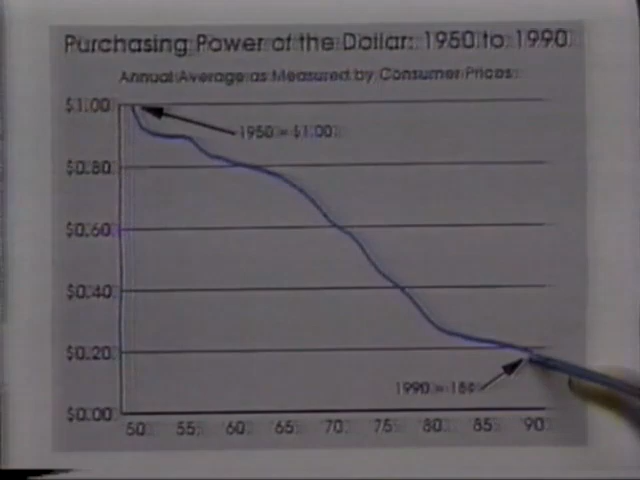 Purchasing Power of the Dollar: 1950 to 1990
Annual Average as Measured by Consumer Prices
$1.00
1950 = $1.00
$0.80
$0.60
$0.40
$0.20
1990 =
$0.00
50 55 60 65 70 75 80 85 90